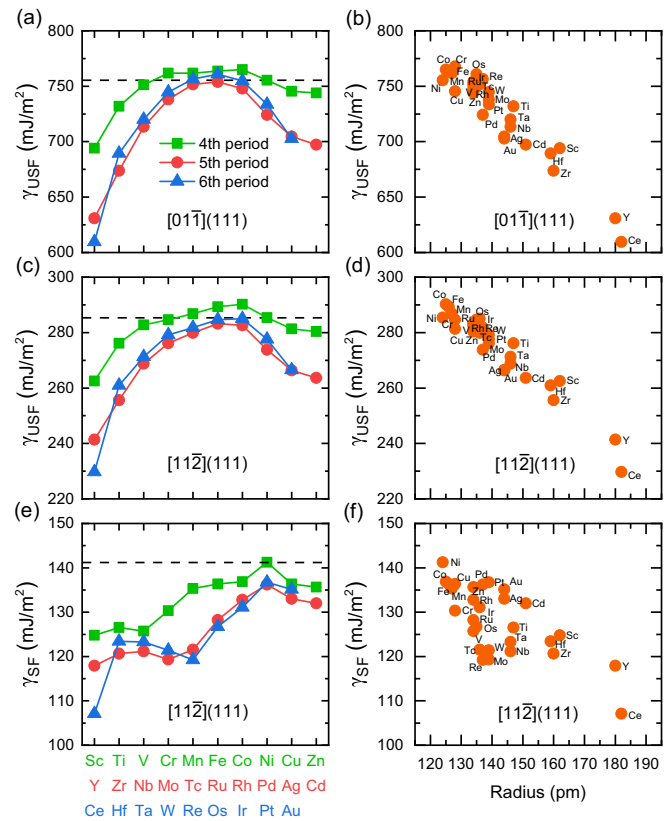 (a)
800
750
700
650
600
γUSF (mJ/m²)
4th period
5th period
6th period
[011̄](111)
(b)
800
750
700
650
600
γUSF (mJ/m²)
Co
Cr
Fe
Ni
Mn
Cu
Os
Ir
Re
Ru
Tc
V
Rh
W
Zn
Mo
Pt
Ti
Pd
Ta
Nb
Ag
Au
Cd
Sc
Hf
Zr
Y
Ce
[011̄](111)
(c)
300
280
260
240
220
γUSF (mJ/m²)
[112̄](111)
(d)
300
280
260
240
220
γUSF (mJ/m²)
Co
Fe
Ni
Cr
Ru
Os
Ir
Cu
V
Rh
Re
W
Zn
Tc
Pt
Mo
Pd
Ti
Ta
Nb
Ag
Au
Cd
Sc
Hf
Zr
Y
Ce
[112̄](111)
(e)
150
140
130
120
110
100
γSF (mJ/m²)
[112̄](111)
Sc Ti V Cr Mn Fe Co Ni Cu Zn
Y Zr Nb Mo Tc Ru Rh Pd Ag Cd
Ce Hf Ta W Re Os Ir Pt Au
(f)
150
140
130
120
110
100
γSF (mJ/m²)
Ni
Co
Cu
Pd
Pt
Au
Fe
Mn
Zn
Rh
Ag
Cd
Cr
Ir
Ru
Os
V
Ti
Ta
Sc
Tc
W
Nb
Hf
Zr
Re
Mo
Y
Ce
[112̄](111)
120 130 140 150 160 170 180 190
Radius (pm)